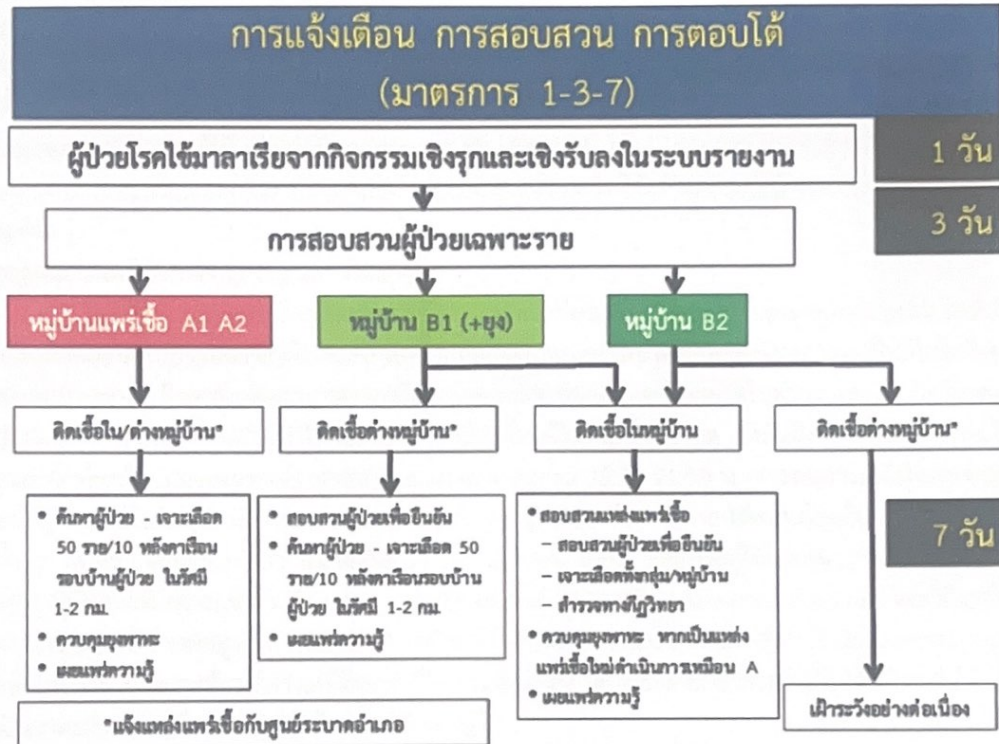 การแจ้งเตือน การสอบสวน การตอบโต้
(มาตรการ 1-3-7)
ผู้ป่วยโรคไข้มาลาเรียจากกิจกรรมเชิงรุกและเชิงรับลงในระบบรายงาน
1 วัน
3 วัน
การสอบสวนผู้ป่วยเฉพาะราย
หมู่บ้านแพร่เชื้อ A1 A2
หมู่บ้าน B1 (+ยุง)
หมู่บ้าน B2
ติดเชื้อใน/ต่างหมู่บ้าน*
ติดเชื้อต่างหมู่บ้าน*
ติดเชื้อในหมู่บ้าน
ติดเชื้อต่างหมู่บ้าน*
• ค้นหาผู้ป่วย - เจาะเลือด
50 ราย/10 หลังคาเรือน
รอบบ้านผู้ป่วย ในรัศมี
1-2 กม.
• ควบคุมยุงพาหะ
• เผยแพร่ความรู้
• สอบสวนผู้ป่วยเพื่อยืนยัน
• ค้นหาผู้ป่วย - เจาะเลือด 50
ราย/10 หลังคาเรือนรอบบ้าน
ผู้ป่วย ในรัศมี 1-2 กม.
• เผยแพร่ความรู้
• สอบสวนแหล่งแพร่เชื้อ
– สอบสวนผู้ป่วยเพื่อยืนยัน
– เจาะเลือดทั้งกลุ่ม/หมู่บ้าน
– สำรวจทางกีฏวิทยา
• ควบคุมยุงพาหะ หากเป็นแหล่ง
แพร่เชื้อใหม่ดำเนินการเหมือน A
• เผยแพร่ความรู้
7 วัน
เฝ้าระวังอย่างต่อเนื่อง
*แจ้งแหล่งแพร่เชื้อกับศูนย์ระบาดอำเภอ